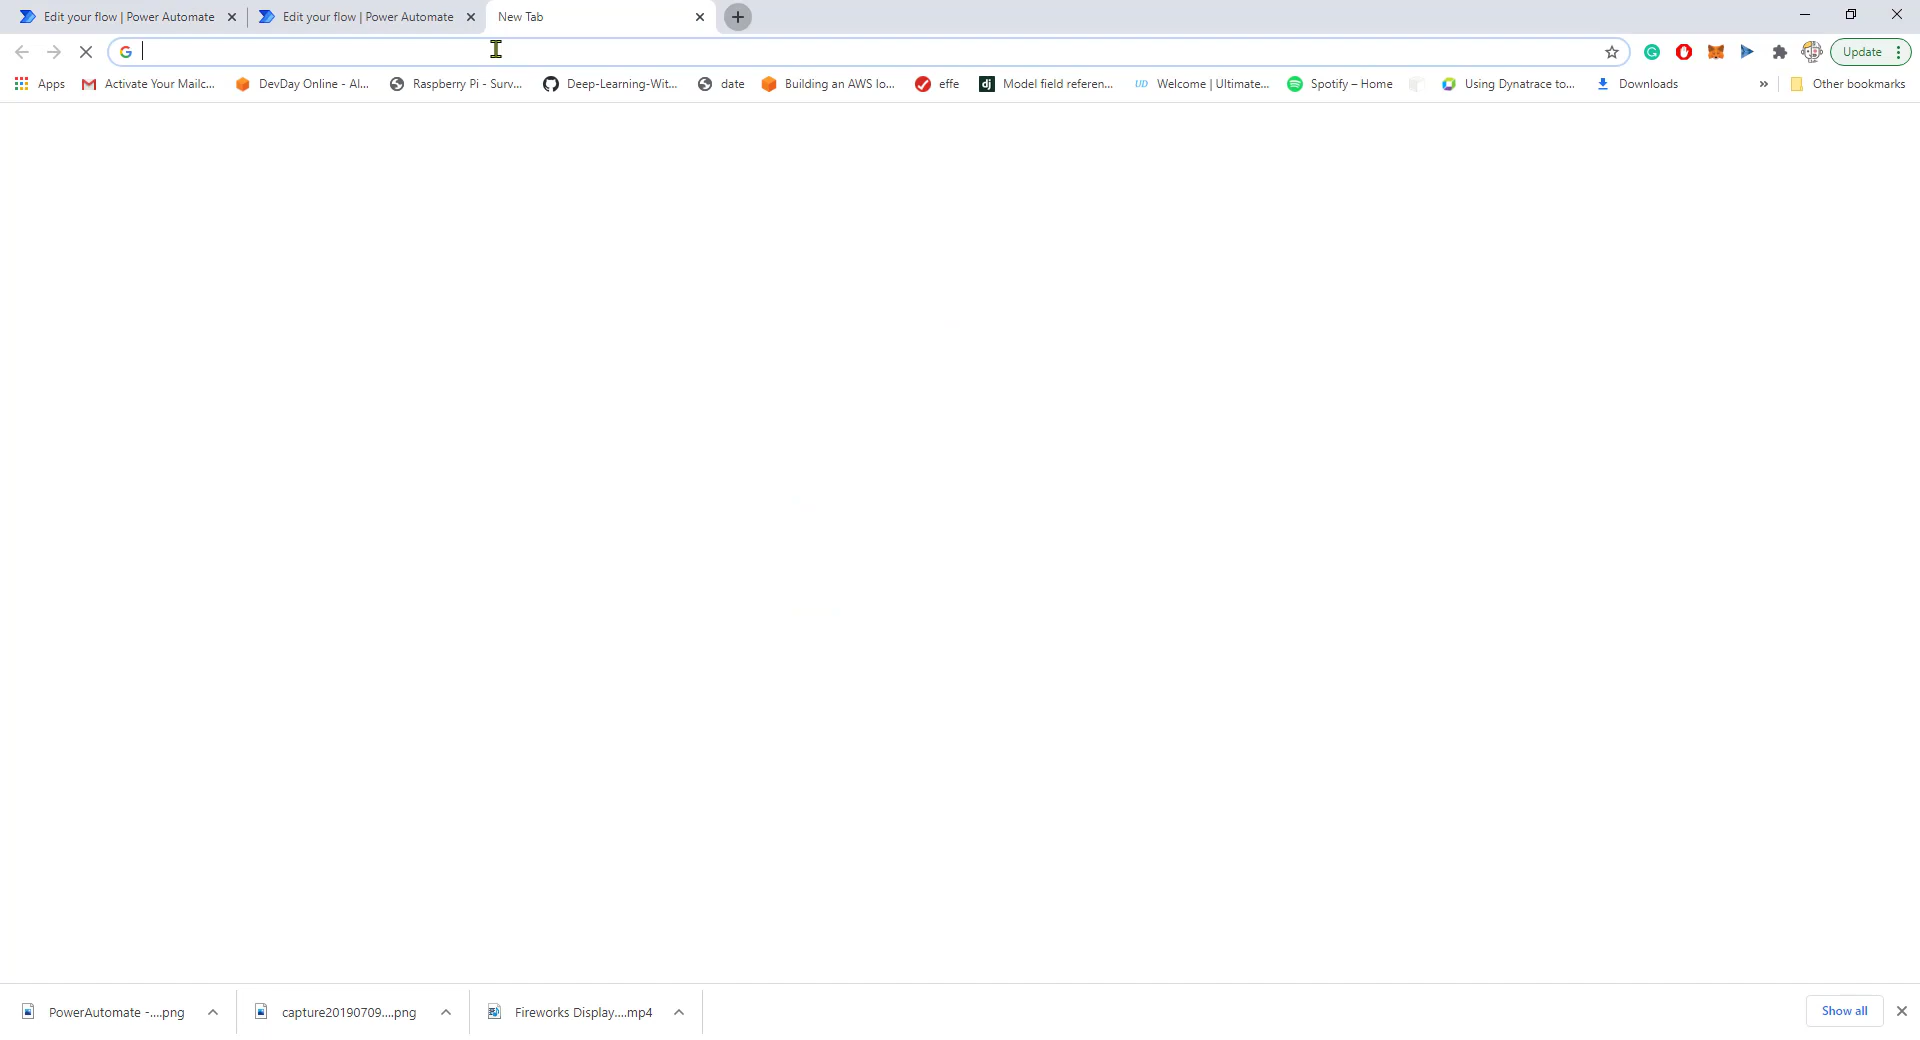 Edit your flow | Power Automate Edit your flow | Power Automate New Tab
Update
Apps Activate Your Mailc... DevDay Online - Al... Raspberry Pi - Surv... Deep-Learning-Wit... date Building an AWS lo... effe Model field referen... Welcome | Ultimate... Spotify – Home Using Dynatrace to... Downloads » Other bookmarks
PowerAutomate -....png capture20190709....png Fireworks Display....mp4 Show all